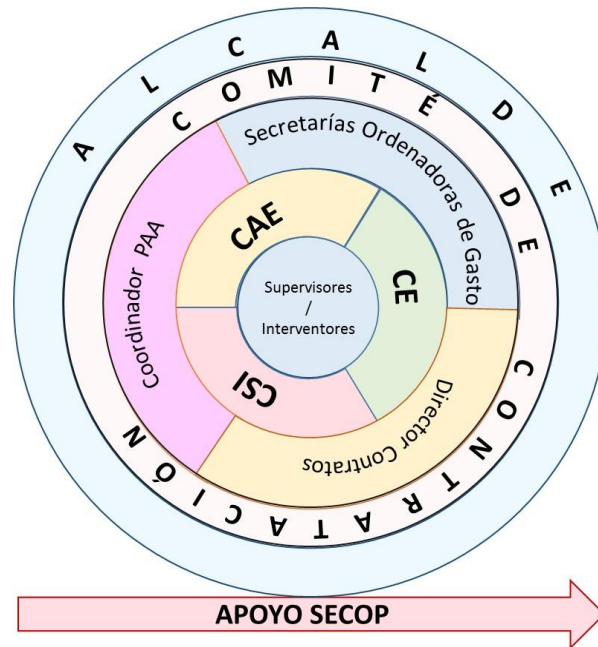 ALCALDE
COMITÉ DE CONTRATACIÓN
Secretarías Ordenadoras de Gasto
Coordinador PAA
Director Contratos
CAE
CE
CSI
Supervisores
/
Interventores
APOYO SECOP